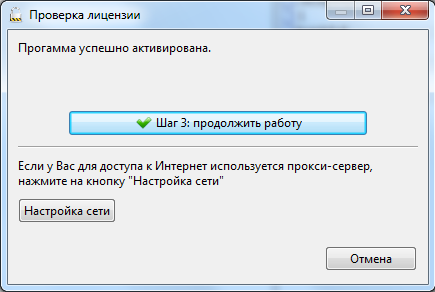 Проверка лицензии
Прогамма успешно активирована.
Шаг 3: продолжить работу
Если у Вас для доступа к Интернет используется прокси-сервер,
нажмите на кнопку "Настройка сети"
Настройка сети
Отмена